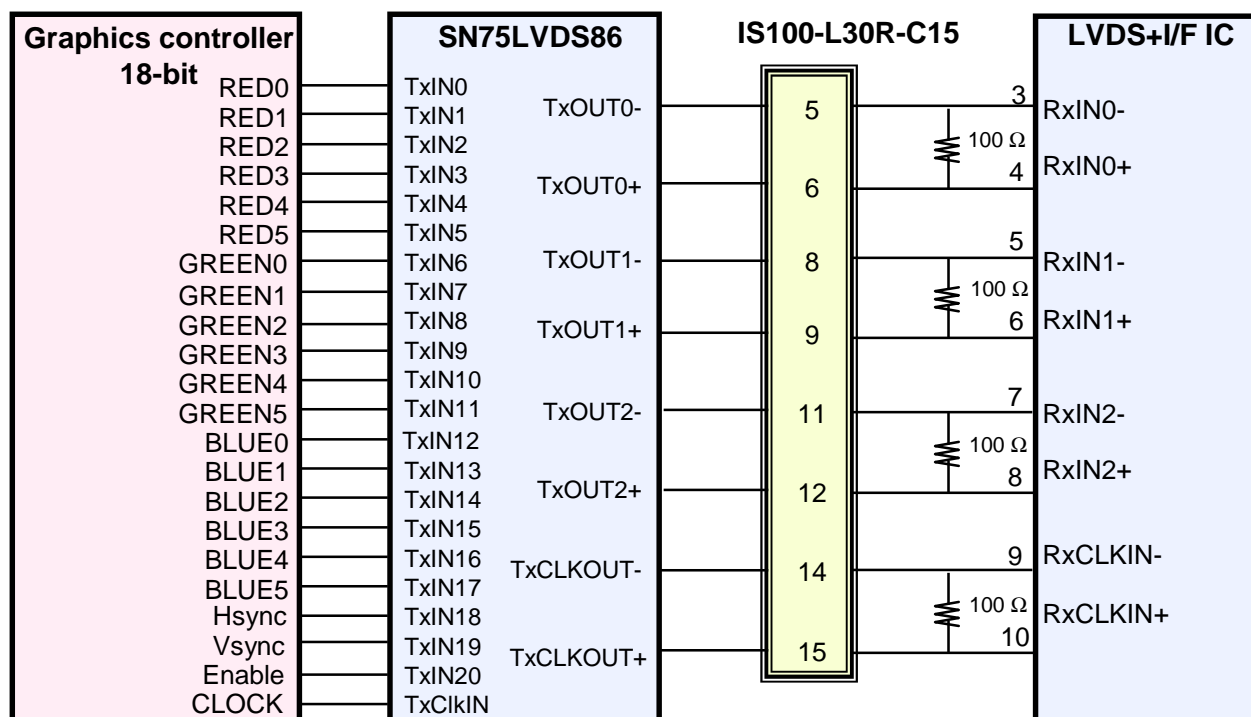 Graphics controller
18-bit
RED0
RED1
RED2
RED3
RED4
RED5
GREEN0
GREEN1
GREEN2
GREEN3
GREEN4
GREEN5
BLUE0
BLUE1
BLUE2
BLUE3
BLUE4
BLUE5
Hsync
Vsync
Enable
CLOCK
SN75LVDS86
TxIN0
TxIN1
TxIN2
TxIN3
TxIN4
TxIN5
TxIN6
TxIN7
TxIN8
TxIN9
TxIN10
TxIN11
TxIN12
TxIN13
TxIN14
TxIN15
TxIN16
TxIN17
TxIN18
TxIN19
TxIN20
TxClkIN
TxOUT0-
TxOUT0+
TxOUT1-
TxOUT1+
TxOUT2-
TxOUT2+
TxCLKOUT-
TxCLKOUT+
IS100-L30R-C15
5
6
8
9
11
12
14
15
3
100 Ω
4
5
100 Ω
6
7
100 Ω
8
9
100 Ω
10
LVDS+I/F IC
RxIN0-
RxIN0+
RxIN1-
RxIN1+
RxIN2-
RxIN2+
RxCLKIN-
RxCLKIN+